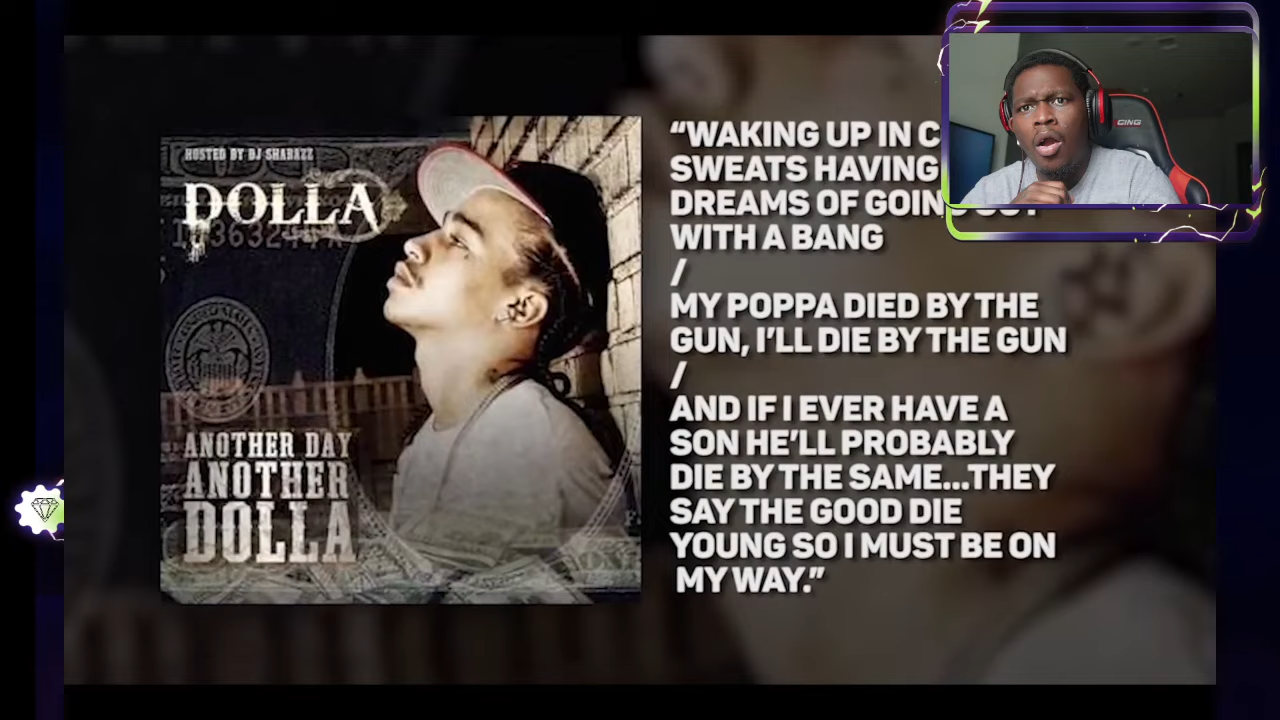 HOSTED BY DJ SHABAZZ
DOLLA
ANOTHER DAY
ANOTHER
DOLLA
“WAKING UP IN C
SWEATS HAVING
DREAMS OF GOING OUT
WITH A BANG
/
MY POPPA DIED BY THE
GUN, I’LL DIE BY THE GUN
/
AND IF I EVER HAVE A
SON HE’LL PROBABLY
DIE BY THE SAME...THEY
SAY THE GOOD DIE
YOUNG SO I MUST BE ON
MY WAY.”